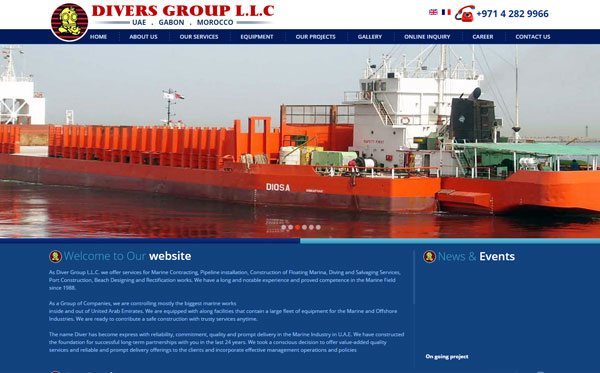 DIVERS GROUP L.L.C
UAE . GABON . MOROCCO
+971 4 282 9966
HOME ABOUT US OUR SERVICES EQUIPMENT OUR PROJECTS GALLERY ONLINE INQUIRY CAREER CONTACT US
SAFETY FIRST
DIOSA
Welcome to Our website
As Diver Group L.L.C. we offer services for Marine Contracting, Pipeline installation, Construction of Floating Marina, Diving and Salvaging Services,
Port Construction, Beach Designing and Rectification works. We have a long and notable experience and proved competence in the Marine Field
since 1988.
As a Group of Companies, we are controlling mostly the biggest marine works
inside and out of United Arab Emirates. We are equipped with along facilities that contain a large fleet of equipment for the Marine and Offshore
Industries. We are ready to contribute a safe construction with trusty services anytime.
The name Diver has become express with reliability, commitment, quality and prompt delivery in the Marine Industry in U.A.E. We have constructed
the foundation for successful long-term partnerships with you in the last 24 years. We took a conscious decision to offer value-added quality
services and reliable and prompt delivery offerings to the clients and incorporate effective management operations and policies
News & Events
On going project